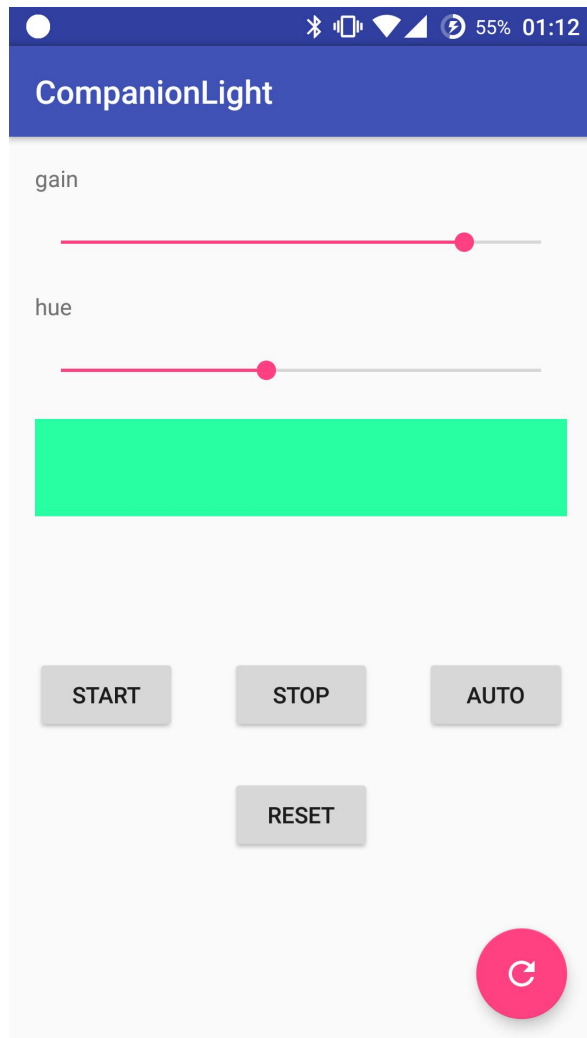 55% 01:12
CompanionLight
gain
hue
START STOP AUTO
RESET